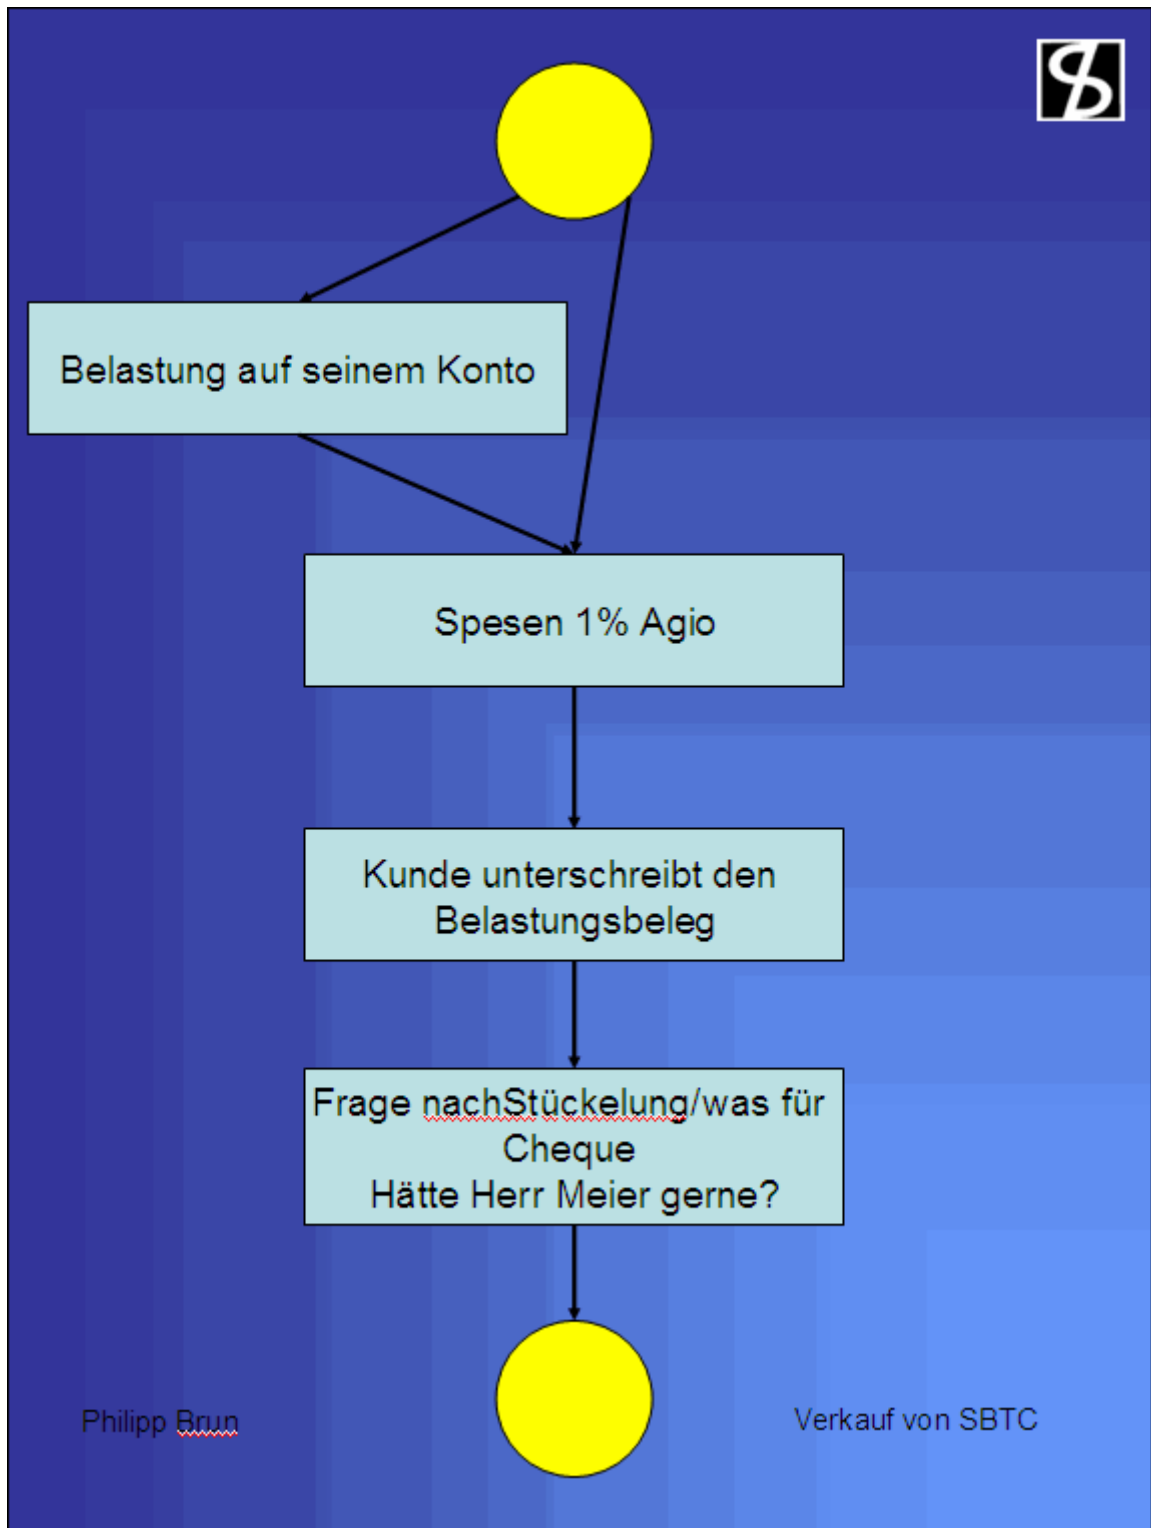 Belastung auf seinem Konto
Spesen 1% Agio
Kunde unterschreibt den
Belastungsbeleg
Frage nachStückelung/was für
Cheque
Hätte Herr Meier gerne?
Philipp Brun
Verkauf von SBTC